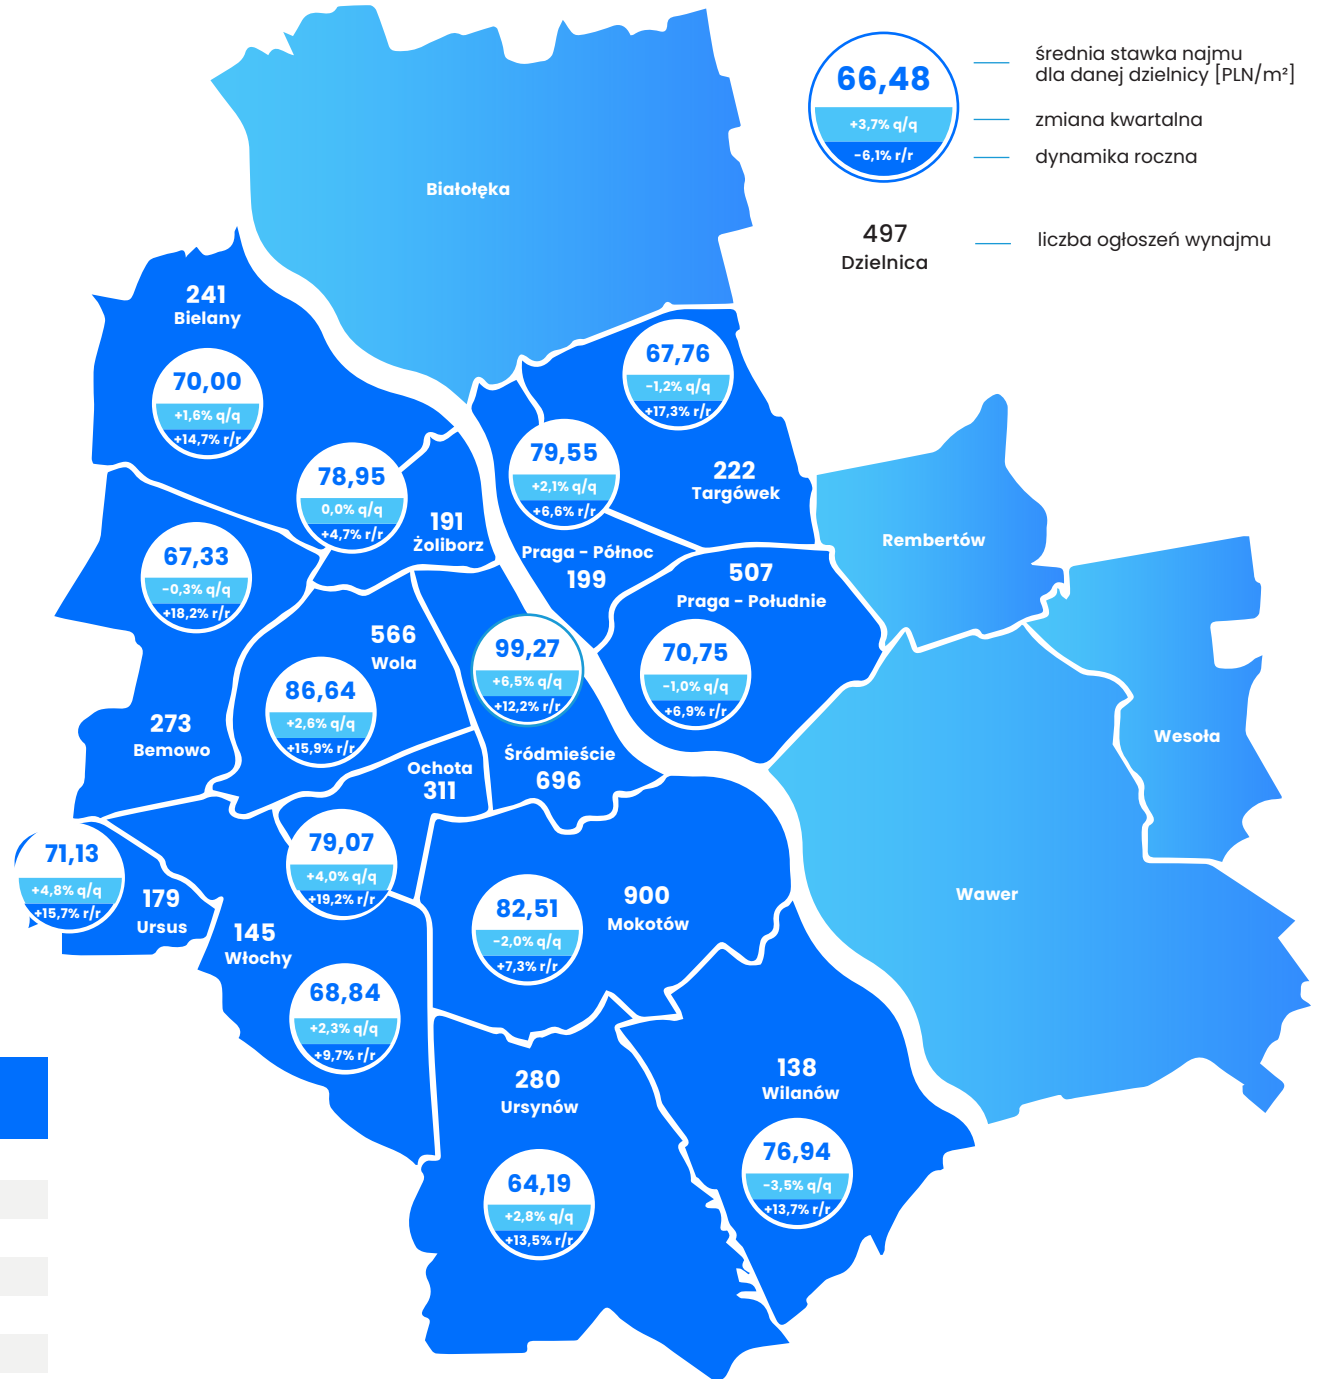 66,48
+3,7% q/q
-6,1% r/r
średnia stawka najmu
dla danej dzielnicy [PLN/m²]
zmiana kwartalna
dynamika roczna
497
Dzielnica
liczba ogłoszeń wynajmu
Białołęka
241
Bielany
70,00
+1,6% q/q
+14,7% r/r
67,76
-1,2% q/q
+17,3% r/r
222
Targówek
79,55
+2,1% q/q
+6,6% r/r
Praga - Północ
199
78,95
0,0% q/q
+4,7% r/r
191
Żoliborz
Rembertów
67,33
-0,3% q/q
+18,2% r/r
273
Bemowo
507
Praga - Południe
70,75
-1,0% q/q
+6,9% r/r
566
Wola
86,64
+2,6% q/q
+15,9% r/r
99,27
+6,5% q/q
+12,2% r/r
Śródmieście
696
Wesoła
Ochota
311
79,07
+4,0% q/q
+19,2% r/r
71,13
+4,8% q/q
+15,7% r/r
179
Ursus
145
Włochy
68,84
+2,3% q/q
+9,7% r/r
900
Mokotów
82,51
-2,0% q/q
+7,3% r/r
Wawer
280
Ursynów
64,19
+2,8% q/q
+13,5% r/r
138
Wilanów
76,94
-3,5% q/q
+13,7% r/r